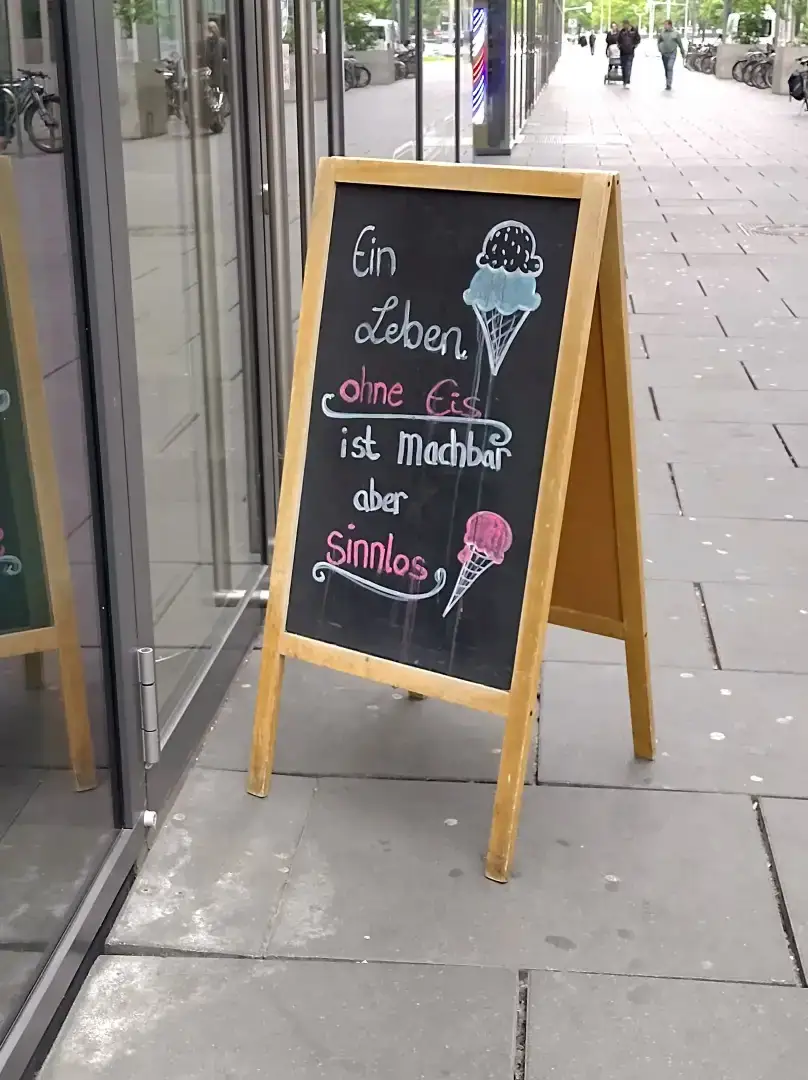 Ein
Leben
ohne Eis
ist Machbar
aber
Sinnlos